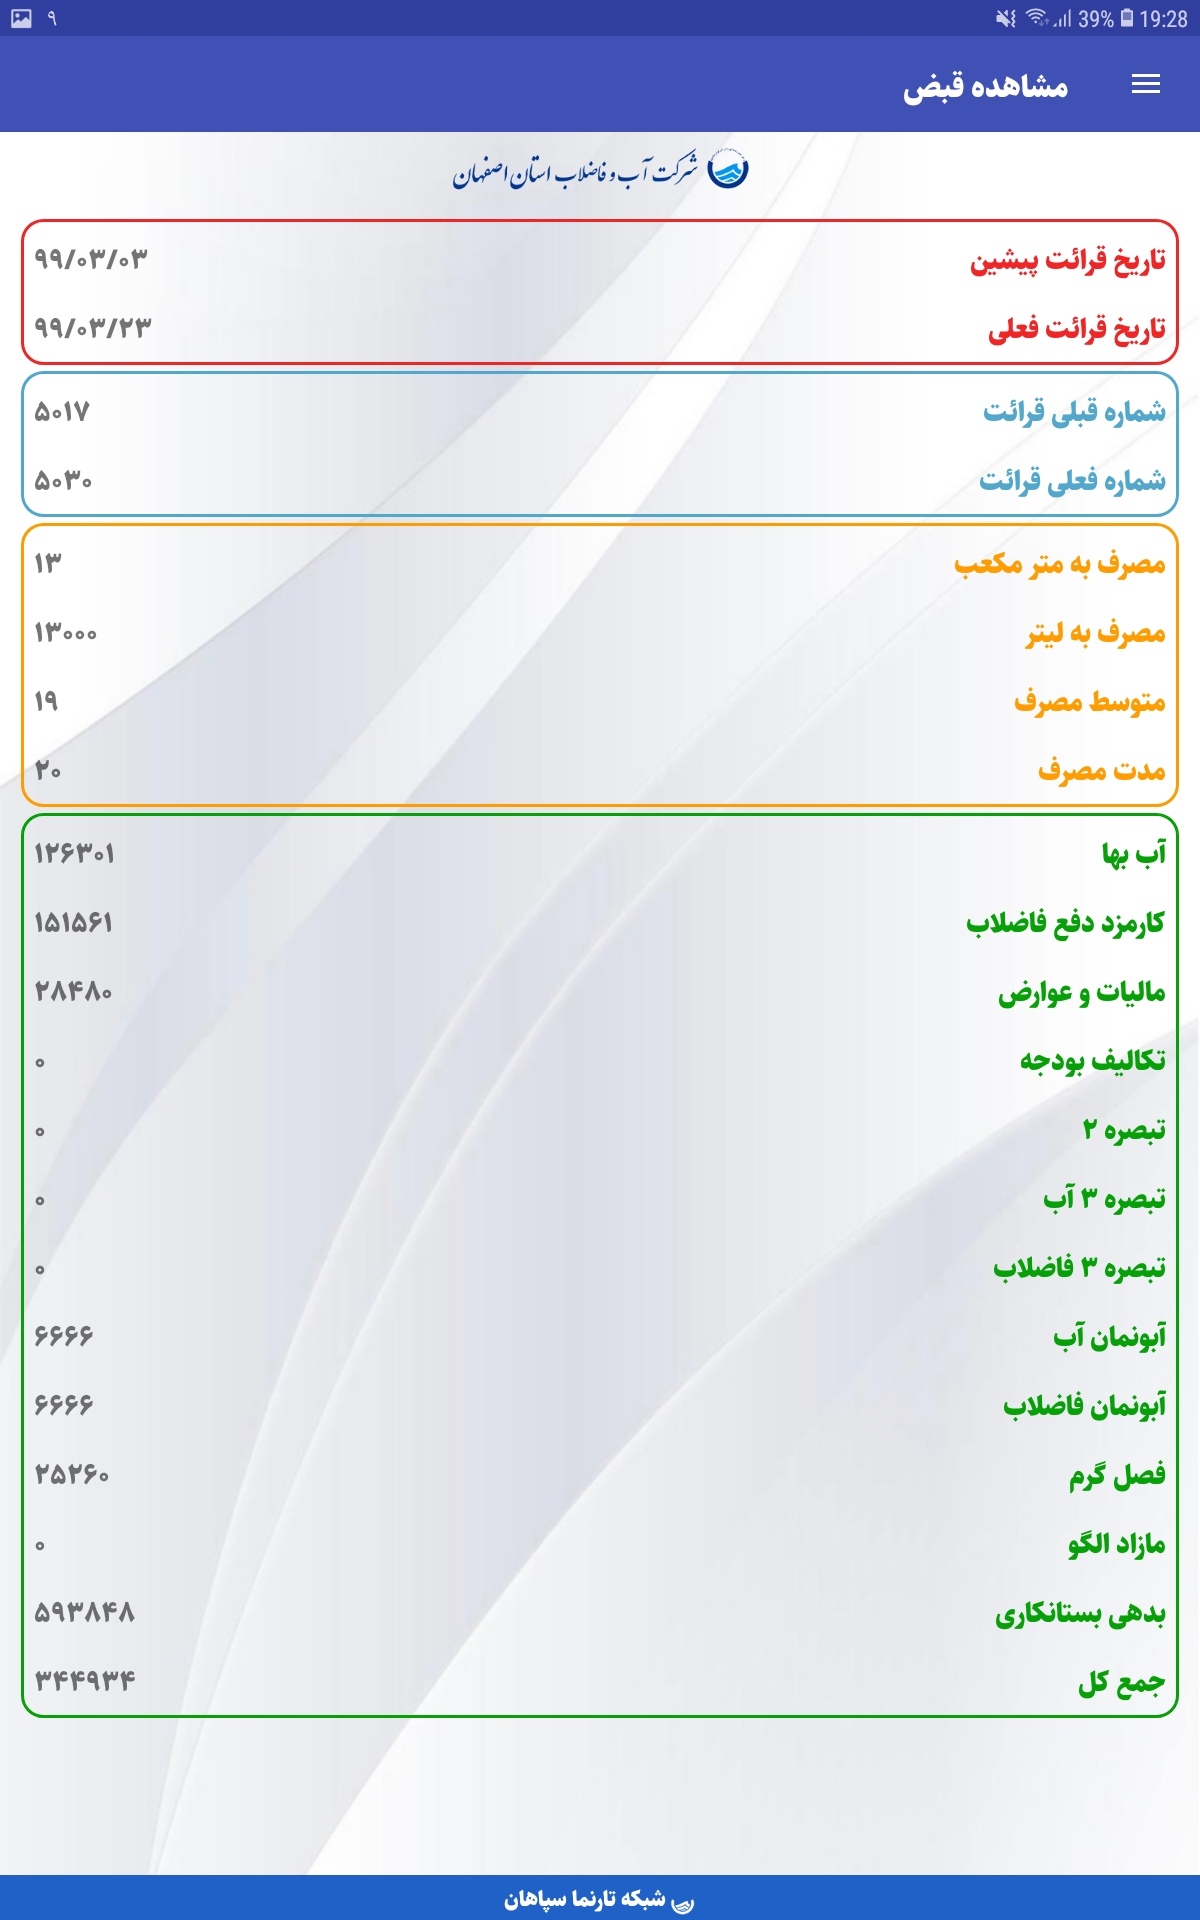 ۹ 39% 19:28
مشاهده قبض
شرکت آب و فاضلاب استان اصفهان
تاریخ قرائت پیشین ۹۹/۰۳/۰۳
تاریخ قرائت فعلی ۹۹/۰۳/۲۳
شماره قبلی قرائت ۵۰۱۷
شماره فعلی قرائت ۵۰۳۰
مصرف به متر مکعب ۱۳
مصرف به لیتر ۱۳۰۰۰
متوسط مصرف ۱۹
مدت مصرف ۲۰
آب بها ۱۲۶۳۰۱
کارمزد دفع فاضلاب ۱۵۱۵۶۱
مالیات و عوارض ۲۸۴۸۰
تکالیف بودجه ۰
تبصره ۲ ۰
تبصره ۳ آب ۰
تبصره ۳ فاضلاب ۰
آبونمان آب ۶۶۶۶
آبونمان فاضلاب ۶۶۶۶
فصل گرم ۲۵۲۶۰
مازاد الگو ۰
بدهی بستانکاری ۵۹۳۸۴۸
جمع کل ۳۴۴۹۳۴
شبکه تارنما سپاهان